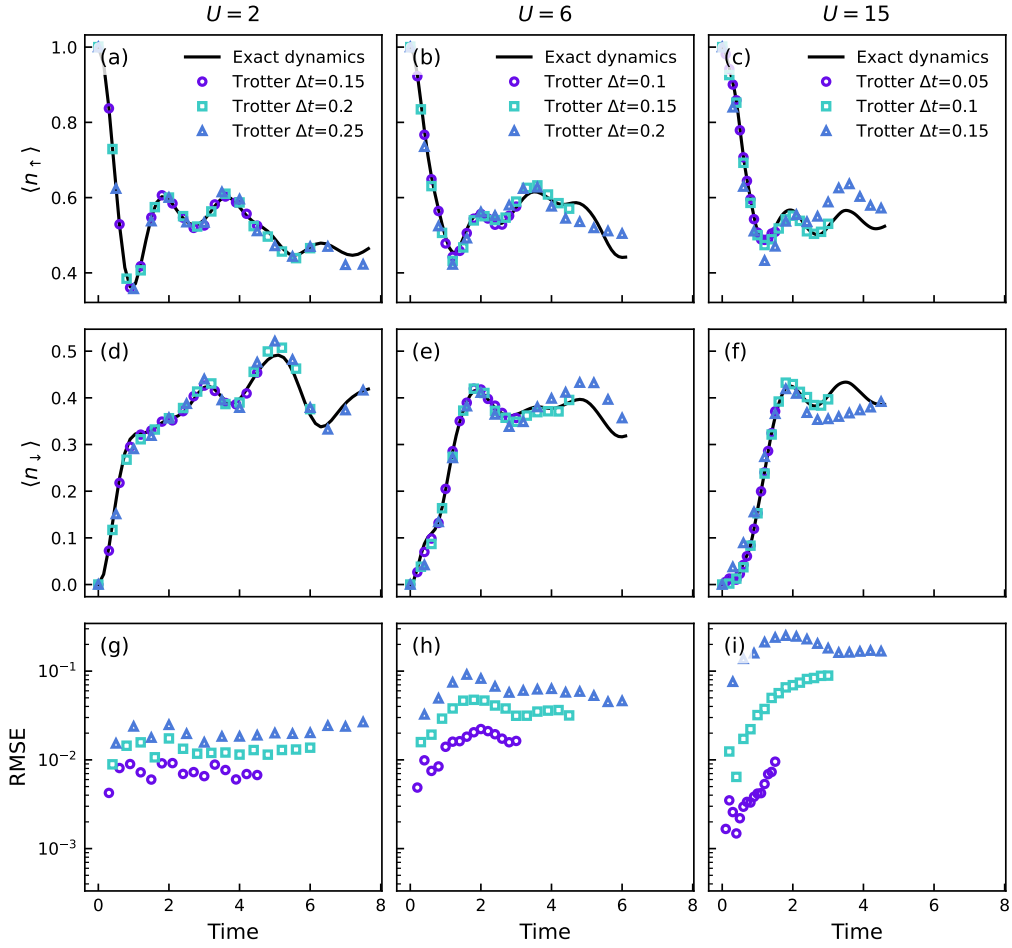 U = 2
U = 6
U = 15
(a)
Exact dynamics
Trotter Δt=0.15
Trotter Δt=0.2
Trotter Δt=0.25
(b)
Exact dynamics
Trotter Δt=0.1
Trotter Δt=0.15
Trotter Δt=0.2
(c)
Exact dynamics
Trotter Δt=0.05
Trotter Δt=0.1
Trotter Δt=0.15
⟨n↑⟩
1.0
0.8
0.6
0.4
(d)
(e)
(f)
⟨n↓⟩
0.5
0.4
0.3
0.2
0.1
0.0
(g)
(h)
(i)
RMSE
10⁻¹
10⁻²
10⁻³
0 2 4 6 8
0 2 4 6 8
0 2 4 6 8
Time
Time
Time